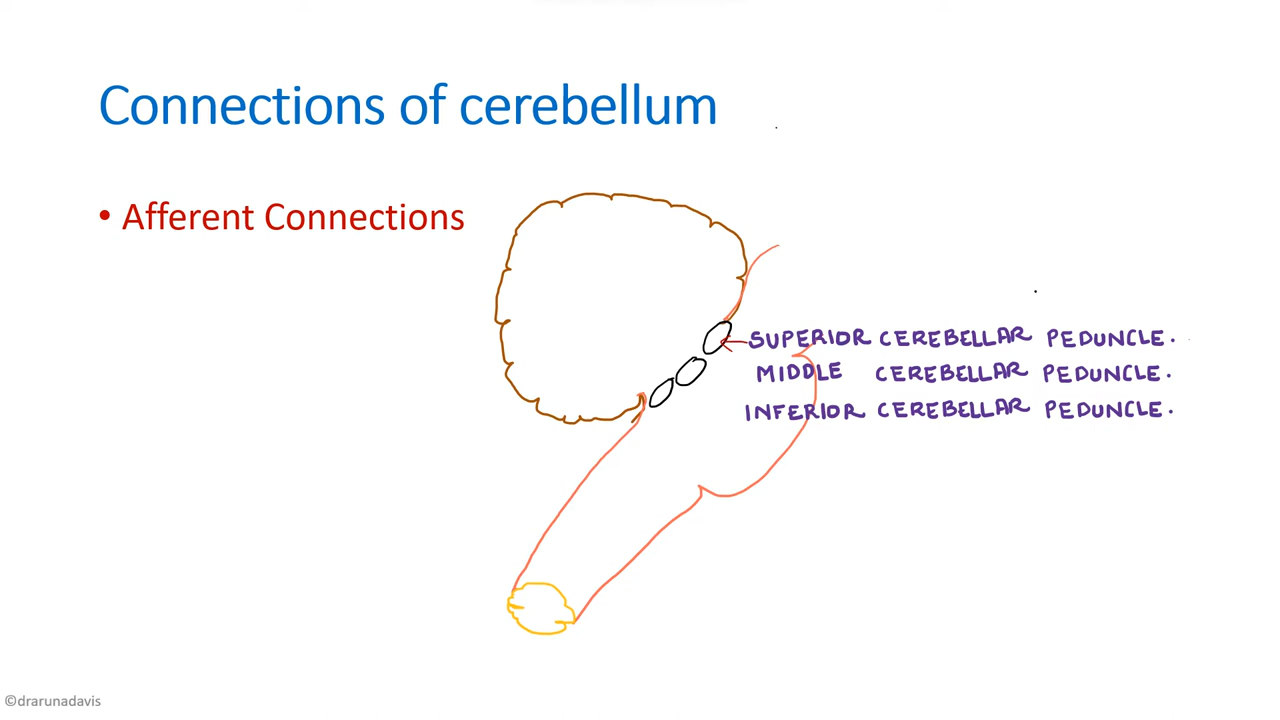 Connections of cerebellum
• Afferent Connections
SUPERIOR CEREBELLAR PEDUNCLE.
MIDDLE CEREBELLAR PEDUNCLE.
INFERIOR CEREBELLAR PEDUNCLE.
©drarunadavis